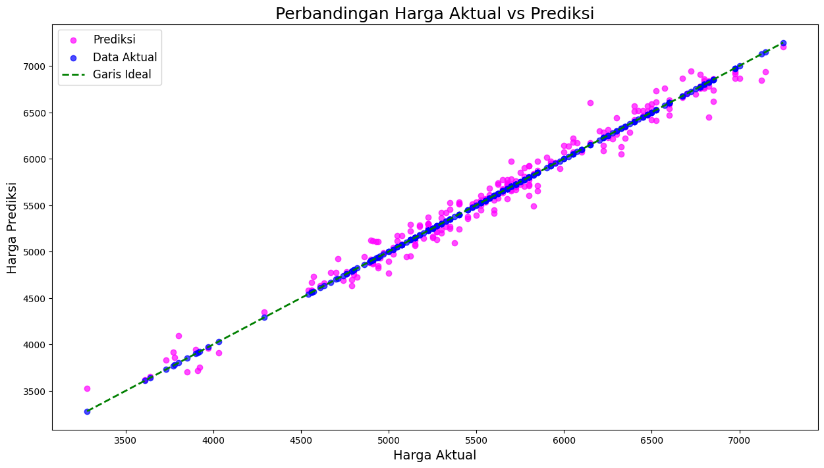 Perbandingan Harga Aktual vs Prediksi
Prediksi
Data Aktual
Garis Ideal
Harga Prediksi
7000
6500
6000
5500
5000
4500
4000
3500
3500
4000
4500
5000
5500
6000
6500
7000
Harga Aktual